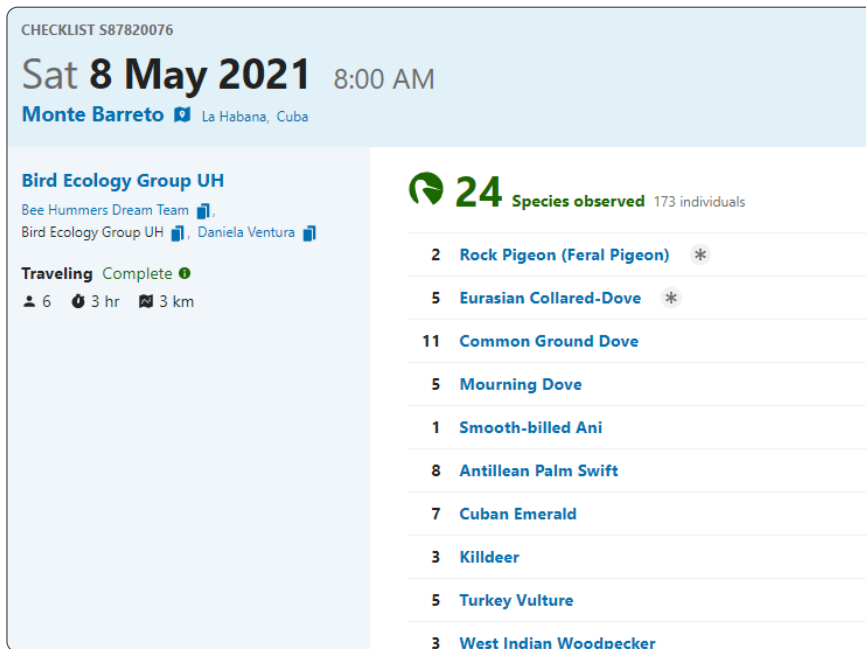 CHECKLIST S87820076
Sat 8 May 2021 8:00 AM
Monte Barreto La Habana, Cuba
Bird Ecology Group UH
Bee Hummers Dream Team ,
Bird Ecology Group UH , Daniela Ventura
Traveling Complete
6 3 hr 3 km
24 Species observed 173 individuals
2 Rock Pigeon (Feral Pigeon) *
5 Eurasian Collared-Dove *
11 Common Ground Dove
5 Mourning Dove
1 Smooth-billed Ani
8 Antillean Palm Swift
7 Cuban Emerald
3 Killdeer
5 Turkey Vulture
3 West Indian Woodpecker